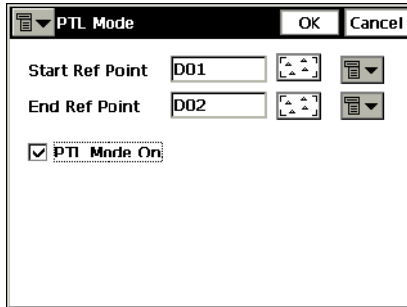 PTL Mode OK Cancel
Start Ref Point D01
End Ref Point D02
PTL Mode On